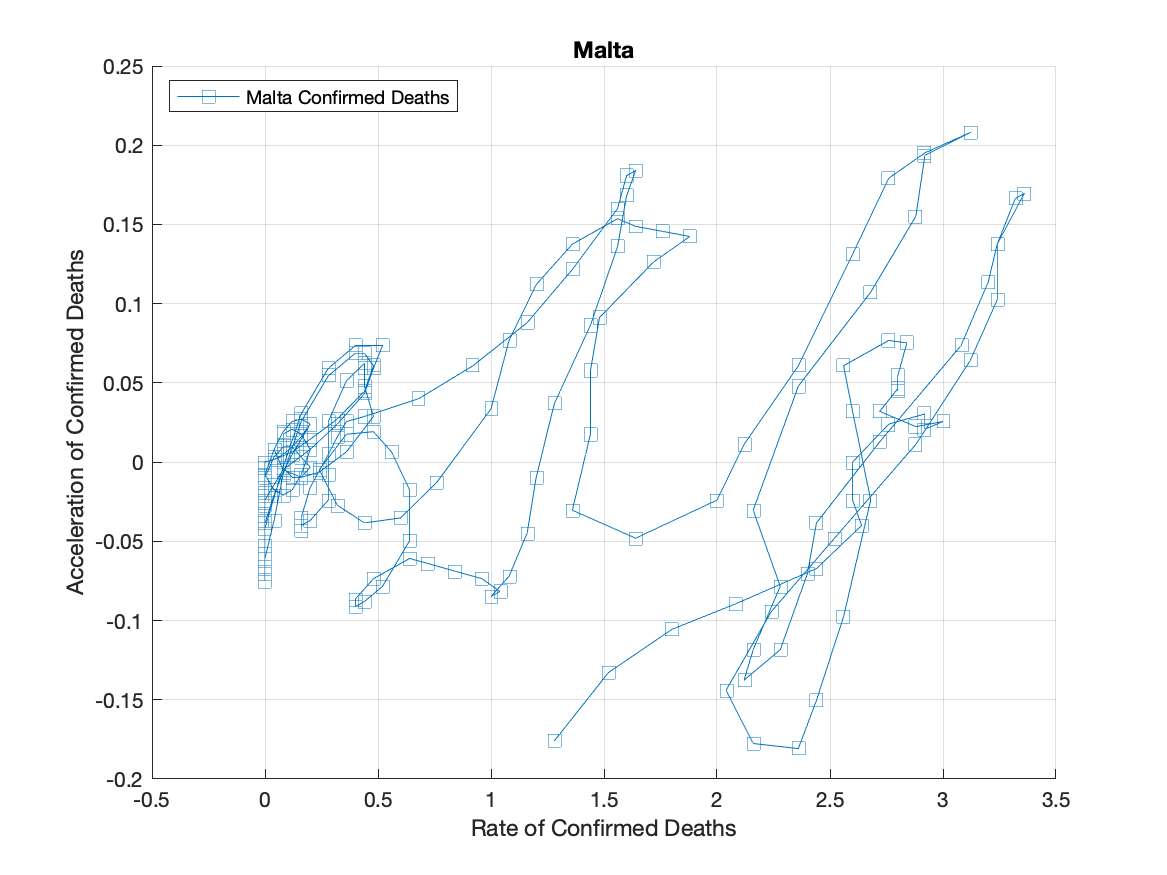 Malta
Malta Confirmed Deaths
0.25
0.2
0.15
0.1
0.05
0
-0.05
-0.1
-0.15
-0.2
Acceleration of Confirmed Deaths
-0.5 0 0.5 1 1.5 2 2.5 3 3.5
Rate of Confirmed Deaths